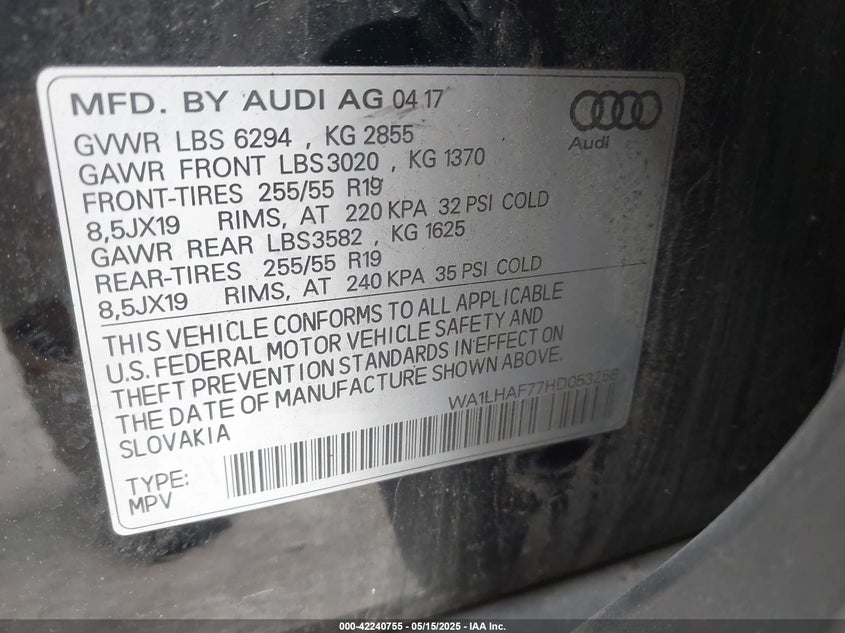 MFD. BY AUDI AG 04 17
Audi
GVWR LBS 6294 , KG 2855
GAWR FRONT LBS3020 , KG 1370
FRONT-TIRES 255/55 R19
8,5JX19 RIMS, AT 220 KPA 32 PSI COLD
GAWR REAR LBS3582 , KG 1625
REAR-TIRES 255/55 R19
8,5JX19 RIMS, AT 240 KPA 35 PSI COLD
THIS VEHICLE CONFORMS TO ALL APPLICABLE
U.S. FEDERAL MOTOR VEHICLE SAFETY AND
THEFT PREVENTION STANDARDS IN EFFECT ON
THE DATE OF MANUFACTURE SHOWN ABOVE.
SLOVAKIA
WA1LHAF77HD053256
TYPE:
MPV
000-42240755 - 05/15/2025 - IAA Inc.